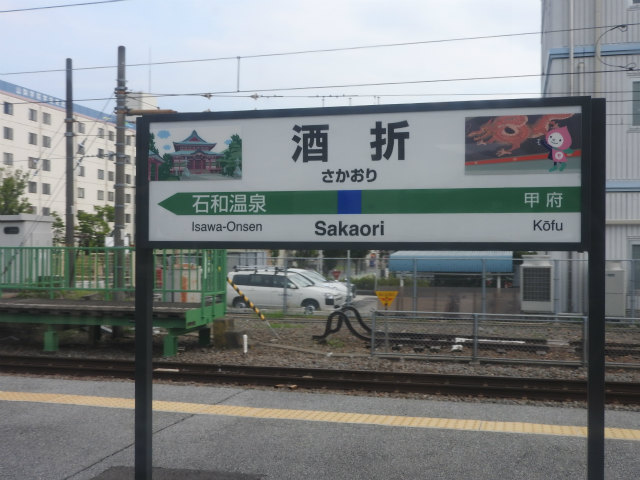 酒折
さかおり
石和温泉
甲府
Isawa-Onsen
Sakaori
Kōfu